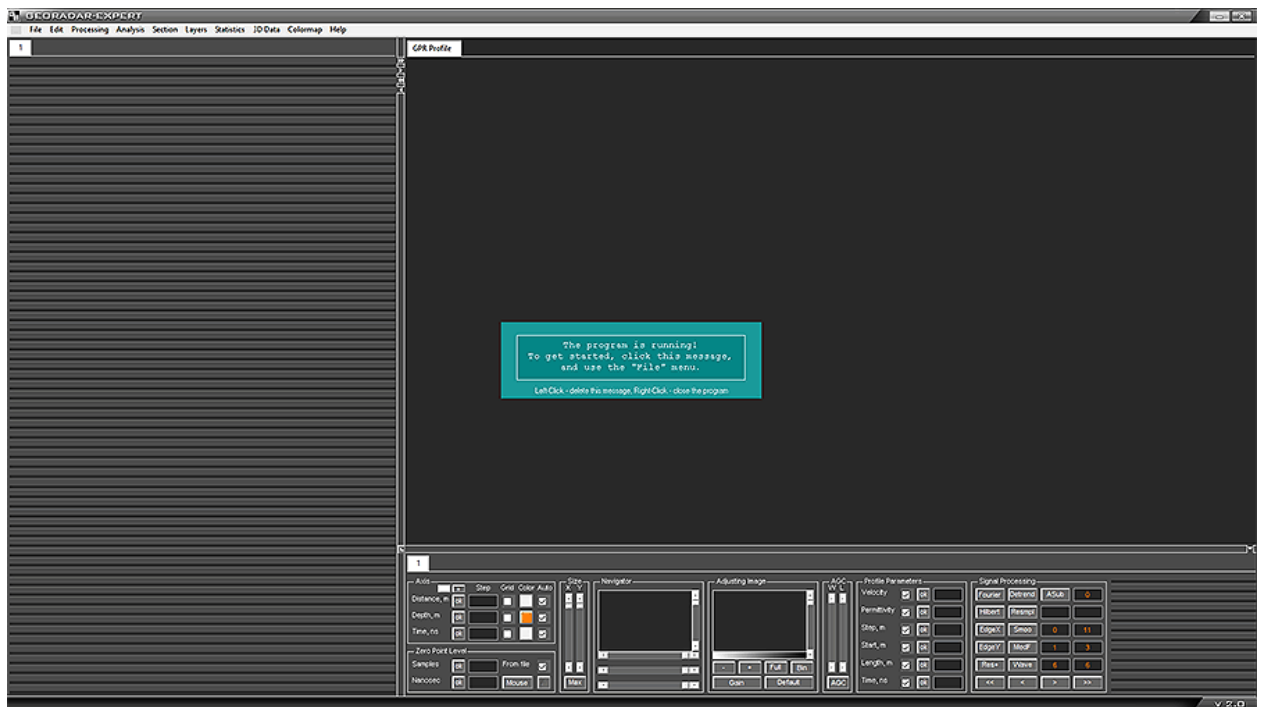 GEORADAR-EXPERT
File Edit Processing Analysis Section Layers Statistics 3D Data Colormap Help
1
GPR Profile
The program is running!
To get started, click this message,
and use the "File" menu.
Left-Click - delete this message, Right-Click - close the program
1
Axis
Step Grid Color Auto
Distance, m ok
Depth, m ok
Time, ns ok
Zero Point Level
Samples ok From file
Nanosec ok Mouse
Size
X Y
Max
Navigator
Adjusting Image
- + Full Bin
Gain Default
AGC
W L
AGC
Profile Parameters
Velocity ok
Permittivity ok
Step, m ok
Start, m ok
Length, m ok
Time, ns ok
Signal Processing
Fourier Detrend ASub 0
Hilbert Resmpl
EdgeX Smoo 0 11
EdgeY MedF 1 3
Res+ Wave 6 6
<< < > >>
V 2.0